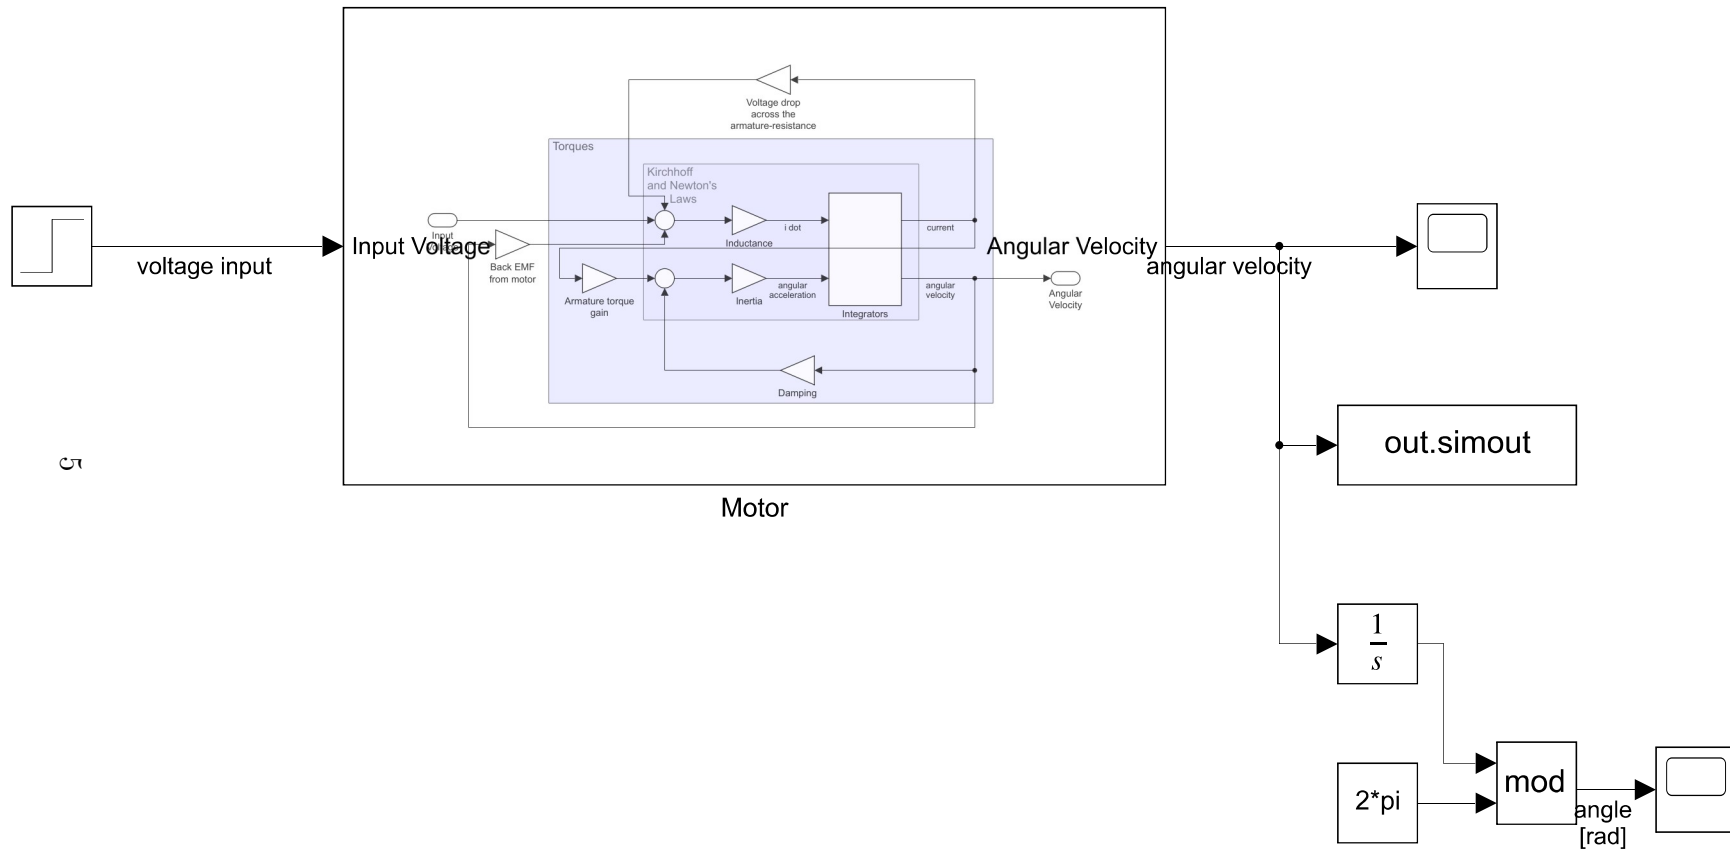 Voltage drop
across the
armature-resistance
Torques
Kirchhoff
and Newton's
Laws
Input
Voltage
Input Voltage
Inductance
i dot
current
Angular Velocity
voltage input
angular velocity
Back EMF
from motor
Armature torque
gain
Inertia
angular
acceleration
angular
velocity
Angular
Velocity
Integrators
Damping
out.simout
Motor
1
s
2*pi
mod
angle
[rad]